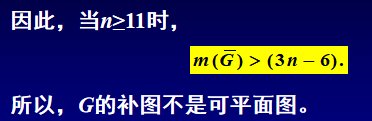 因此，当n≥11时，
m(G̅) > (3n − 6).
所以，G的补图不是可平面图。